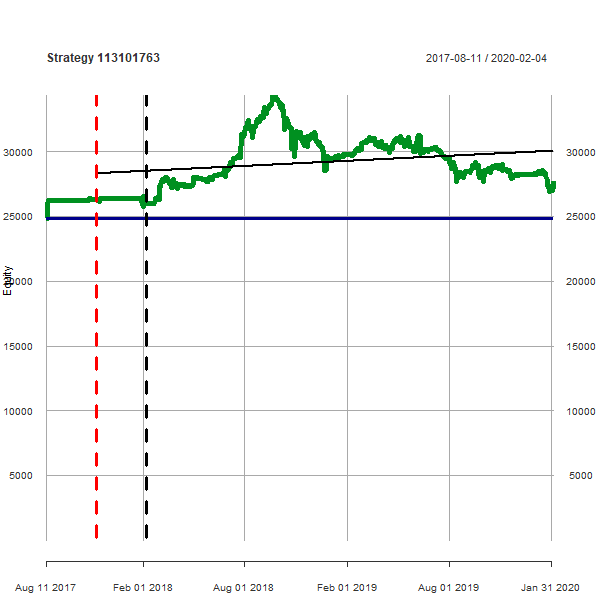 Strategy 113101763
2017-08-11 / 2020-02-04
30000
30000
25000
25000
Equity
20000
20000
15000
15000
10000
10000
5000
5000
Aug 11 2017
Feb 01 2018
Aug 01 2018
Feb 01 2019
Aug 01 2019
Jan 31 2020